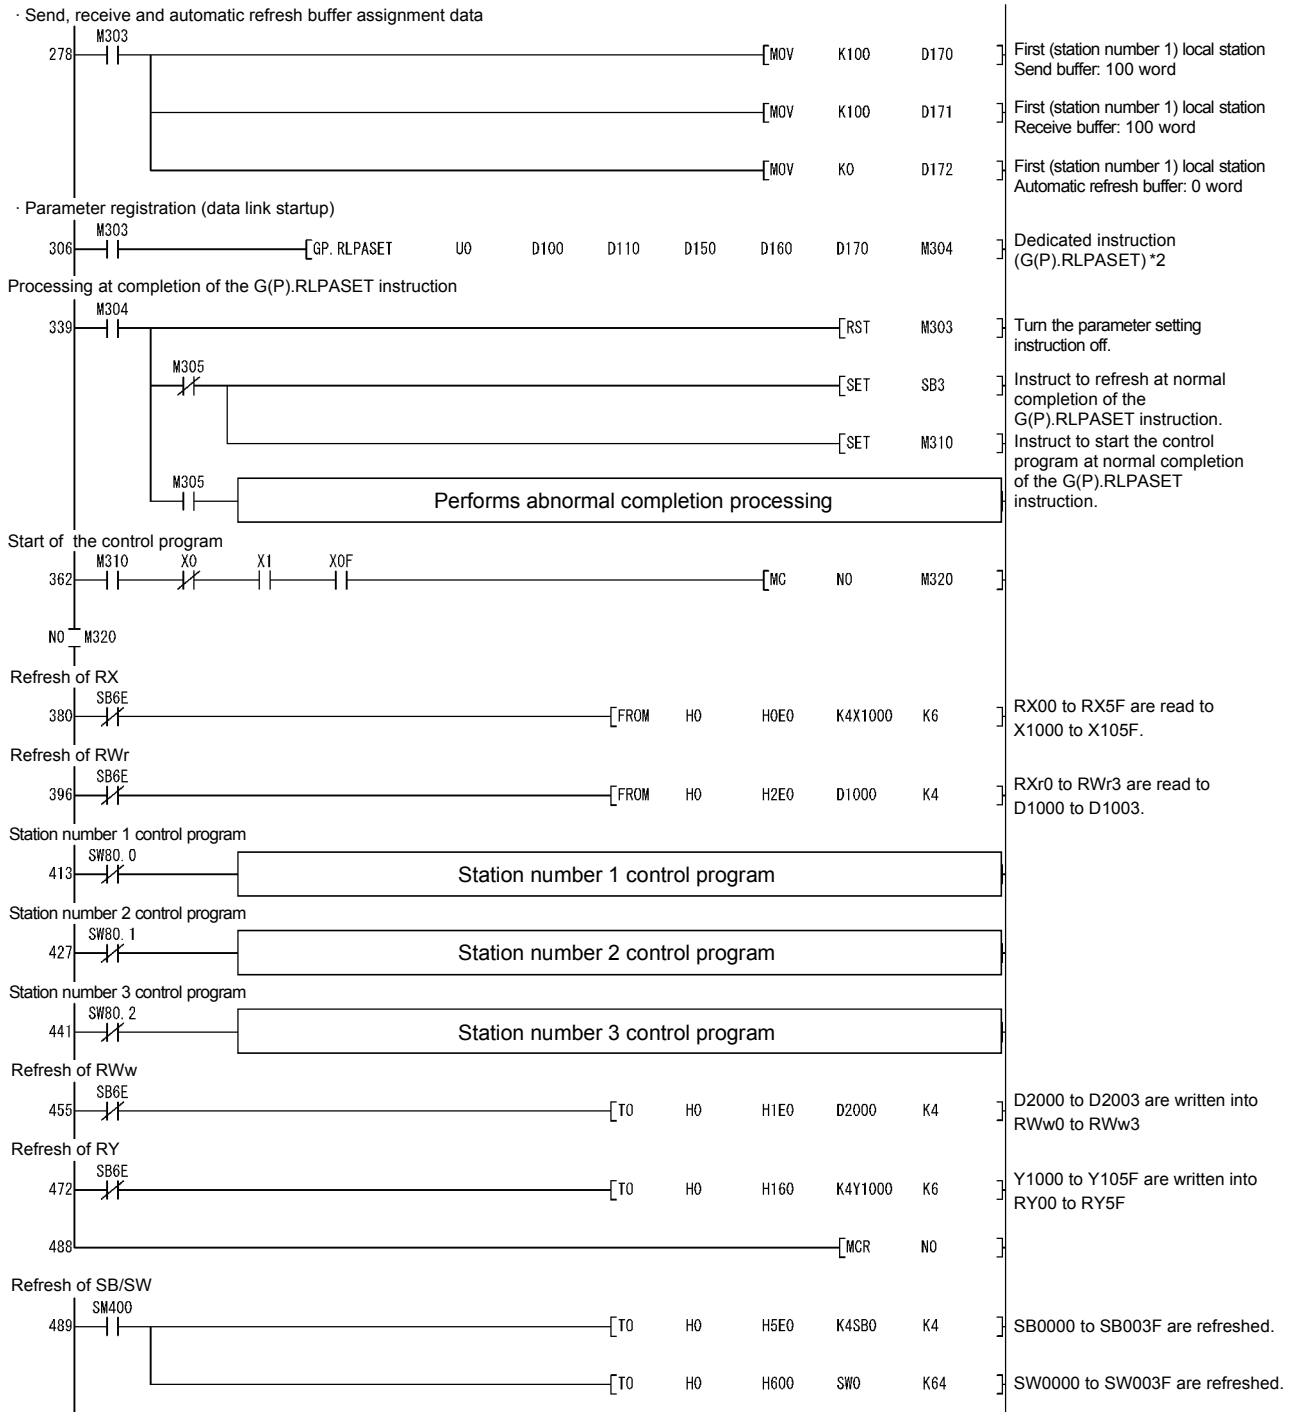 · Send, receive and automatic refresh buffer assignment data
M303
278 MOV K100 D170 First (station number 1) local station
Send buffer: 100 word
MOV K100 D171 First (station number 1) local station
Receive buffer: 100 word
MOV K0 D172 First (station number 1) local station
Automatic refresh buffer: 0 word
· Parameter registration (data link startup)
M303
306 GP.RLPASET U0 D100 D110 D150 D160 D170 M304 Dedicated instruction
(G(P).RLPASET) *2
Processing at completion of the G(P).RLPASET instruction
M304
339 RST M303 Turn the parameter setting
instruction off.
M305
SET SB3 Instruct to refresh at normal
completion of the
G(P).RLPASET instruction.
SET M310 Instruct to start the control
program at normal completion
of the G(P).RLPASET
instruction.
M305
Performs abnormal completion processing
Start of the control program
M310 X0 X1 X0F
362 MC N0 M320
N0 M320
Refresh of RX
SB6E
380 FROM H0 H0E0 K4X1000 K6 RX00 to RX5F are read to
X1000 to X105F.
Refresh of RWr
SB6E
396 FROM H0 H2E0 D1000 K4 RXr0 to RWr3 are read to
D1000 to D1003.
Station number 1 control program
SW80.0
413 Station number 1 control program
Station number 2 control program
SW80.1
427 Station number 2 control program
Station number 3 control program
SW80.2
441 Station number 3 control program
Refresh of RWw
SB6E
455 TO H0 H1E0 D2000 K4 D2000 to D2003 are written into
RWw0 to RWw3
Refresh of RY
SB6E
472 TO H0 H160 K4Y1000 K6 Y1000 to Y105F are written into
RY00 to RY5F
488 MCR N0
Refresh of SB/SW
SM400
489 TO H0 H5E0 K4SB0 K4 SB0000 to SB003F are refreshed.
TO H0 H600 SW0 K64 SW0000 to SW003F are refreshed.